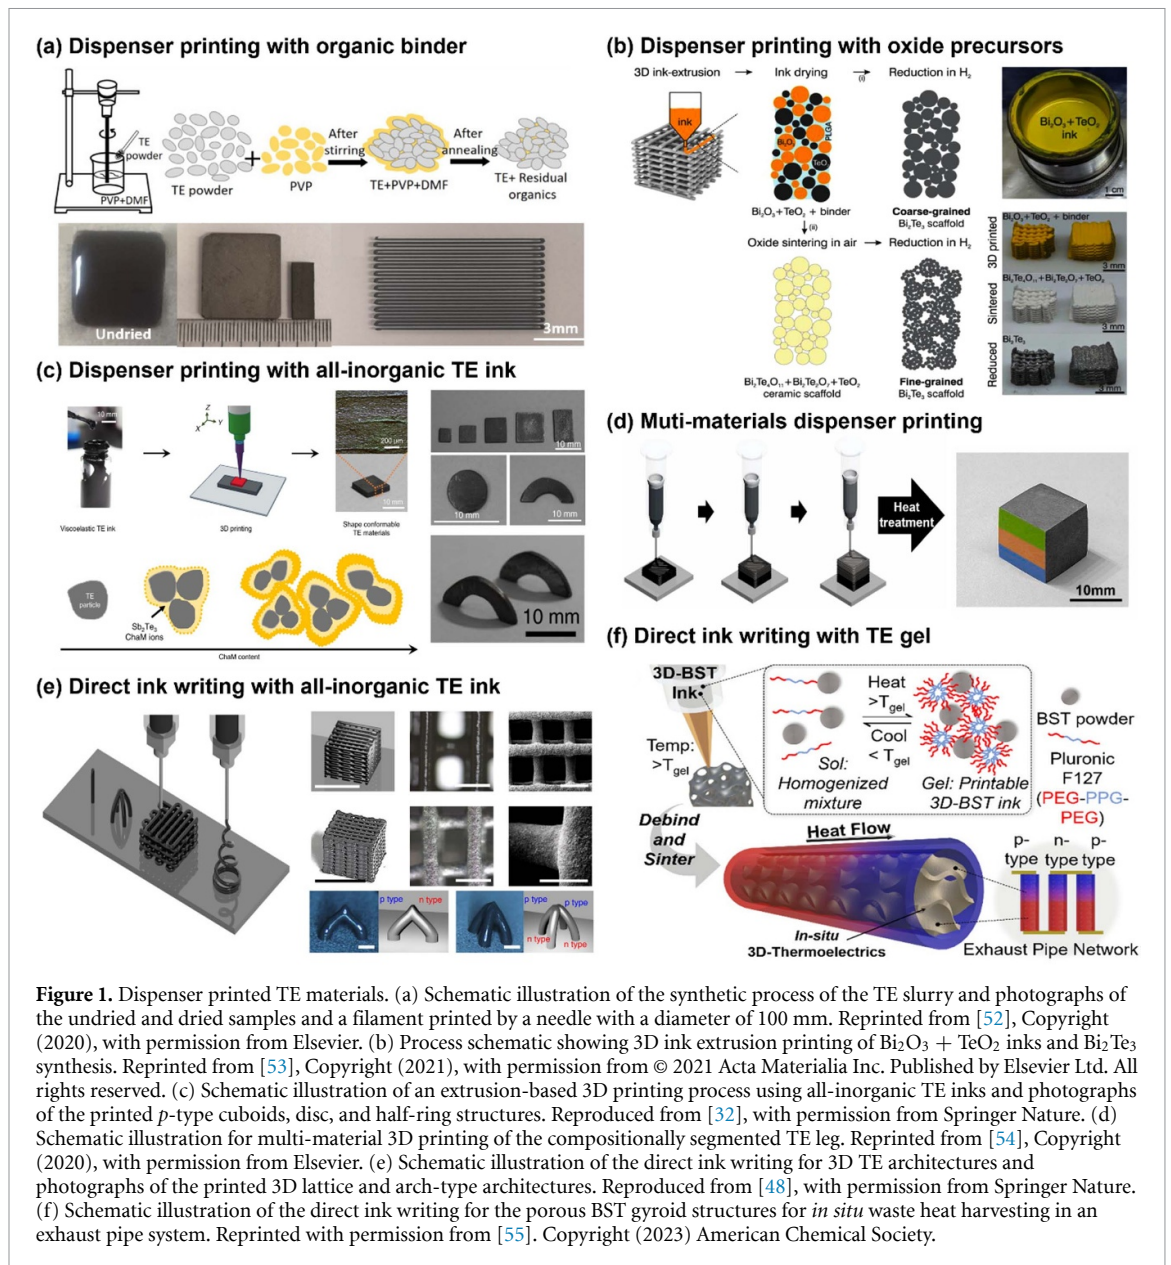 (a) Dispenser printing with organic binder
TE
powder
PVP+DMF
TE powder
+
PVP
After
stirring
TE+PVP+DMF
After
annealing
TE+ Residual
organics
Undried
3mm
(b) Dispenser printing with oxide precursors
3D ink-extrusion
Ink drying
(i)
Reduction in H₂
ink
Bi₂O₃
TeO₂
PLGA
Bi₂O₃+TeO₂ + binder
Coarse-grained
Bi₂Te₃ scaffold
(ii)
Oxide sintering in air
Reduction in H₂
Bi₂Te₄O₁₁+Bi₂Te₂O₇+TeO₂
ceramic scaffold
Fine-grained
Bi₂Te₃ scaffold
Bi₂O₃+TeO₂
ink
1 cm
3D printed
Bi₂O₃+TeO₂ + binder
3 mm
Sintered
3 mm
Reduced
Bi₂Te₃
3 mm
(c) Dispenser printing with all-inorganic TE ink
10 mm
Viscoelastic TE ink
Z
Y
X
3D printing
200 μm
10 mm
Shape conformable
TE materials
10 mm
10 mm
10 mm
TE
particle
Sb₂Te₃
ChaM ions
ChaM content
10 mm
(d) Muti-materials dispenser printing
Heat
treatment
10mm
(e) Direct ink writing with all-inorganic TE ink
p type
n type
p type
p type
n type
n type
(f) Direct ink writing with TE gel
3D-BST
Ink
Temp:
>Tgel
Heat
>Tgel
Cool
< Tgel
Sol:
Homogenized
mixture
Gel: Printable
3D-BST ink
BST powder
Pluronic
F127
(PEG-PPG-
PEG)
Debind
and
Sinter
Heat Flow
In-situ
3D-Thermoelectrics
p-
type
n-
type
p-
type
Exhaust Pipe Network
Figure 1. Dispenser printed TE materials. (a) Schematic illustration of the synthetic process of the TE slurry and photographs of
the undried and dried samples and a filament printed by a needle with a diameter of 100 mm. Reprinted from [52], Copyright
(2020), with permission from Elsevier. (b) Process schematic showing 3D ink extrusion printing of Bi2O3 + TeO2 inks and Bi2Te3
synthesis. Reprinted from [53], Copyright (2021), with permission from © 2021 Acta Materialia Inc. Published by Elsevier Ltd. All
rights reserved. (c) Schematic illustration of an extrusion-based 3D printing process using all-inorganic TE inks and photographs
of the printed p-type cuboids, disc, and half-ring structures. Reproduced from [32], with permission from Springer Nature. (d)
Schematic illustration for multi-material 3D printing of the compositionally segmented TE leg. Reprinted from [54], Copyright
(2020), with permission from Elsevier. (e) Schematic illustration of the direct ink writing for 3D TE architectures and
photographs of the printed 3D lattice and arch-type architectures. Reproduced from [48], with permission from Springer Nature.
(f) Schematic illustration of the direct ink writing for the porous BST gyroid structures for in situ waste heat harvesting in an
exhaust pipe system. Reprinted with permission from [55]. Copyright (2023) American Chemical Society.